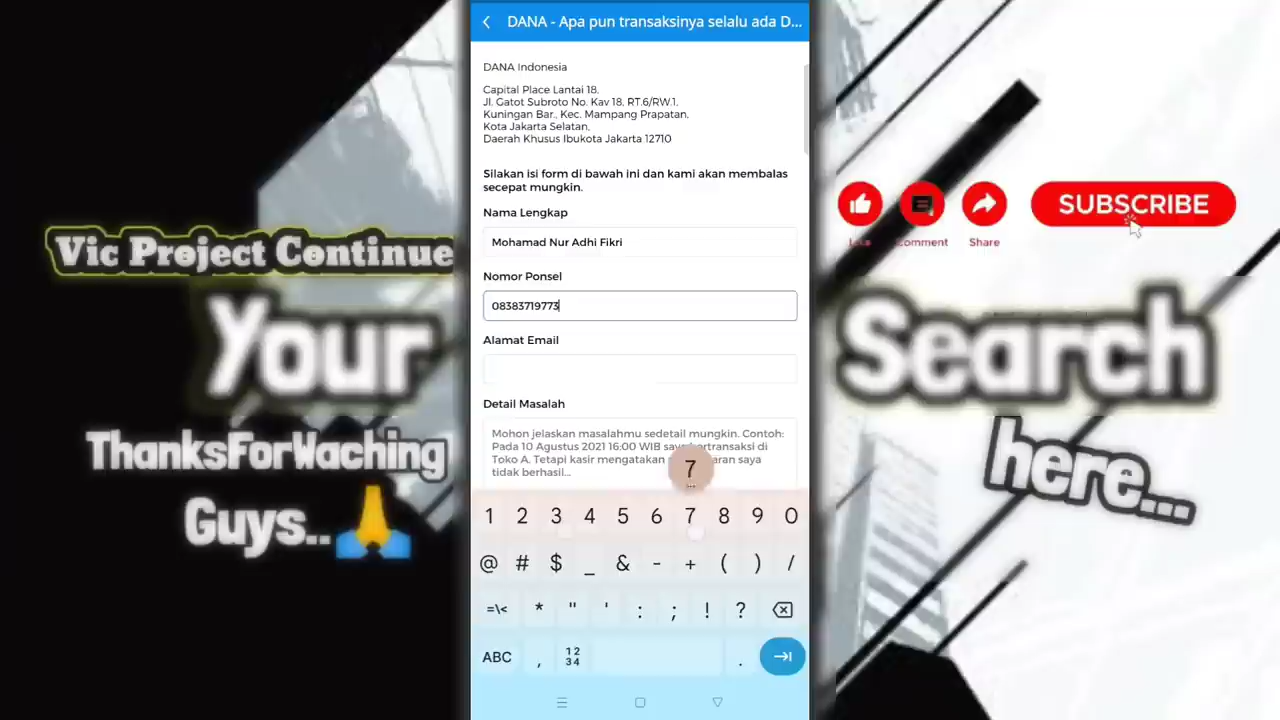 DANA - Apa pun transaksinya selalu ada D...
DANA Indonesia
Capital Place Lantai 18,
Jl. Gatot Subroto No. Kav 18, RT.6/RW.1,
Kuningan Bar., Kec. Mampang Prapatan,
Kota Jakarta Selatan,
Daerah Khusus Ibukota Jakarta 12710
Silakan isi form di bawah ini dan kami akan membalas
secepat mungkin.
Nama Lengkap
Mohamad Nur Adhi Fikri
Nomor Ponsel
08383719773
Alamat Email
Detail Masalah
Mohon jelaskan masalahmu sedetail mungkin. Contoh:
Pada 10 Agustus 2021 16:00 WIB
Toko A. Tetapi kasir mengatakan saya
tidak berhasil...
7
1 2 3 4 5 6 7 8 9 0
@ # $ _ & - + ( ) /
=\< * " ' : ; ! ?
ABC , 12 34 .
Vic Project Continue
Your
ThanksForWaching
Guys..🙏
Like Comment Share
SUBSCRIBE
Search
here...